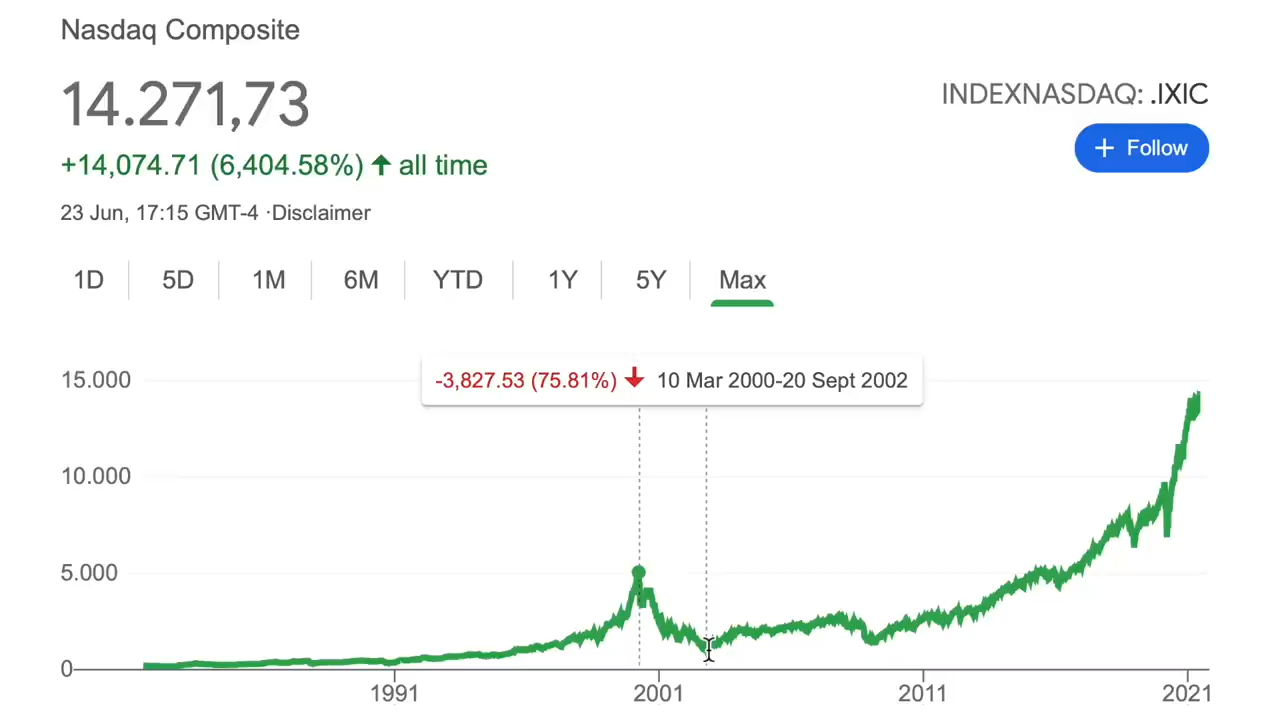 Nasdaq Composite
14.271,73
INDEXNASDAQ: .IXIC
+ Follow
+14,074.71 (6,404.58%) ↑ all time
23 Jun, 17:15 GMT-4 ·Disclaimer
1D 5D 1M 6M YTD 1Y 5Y Max
-3,827.53 (75.81%) ↓ 10 Mar 2000-20 Sept 2002
15.000
10.000
5.000
0
1991 2001 2011 2021